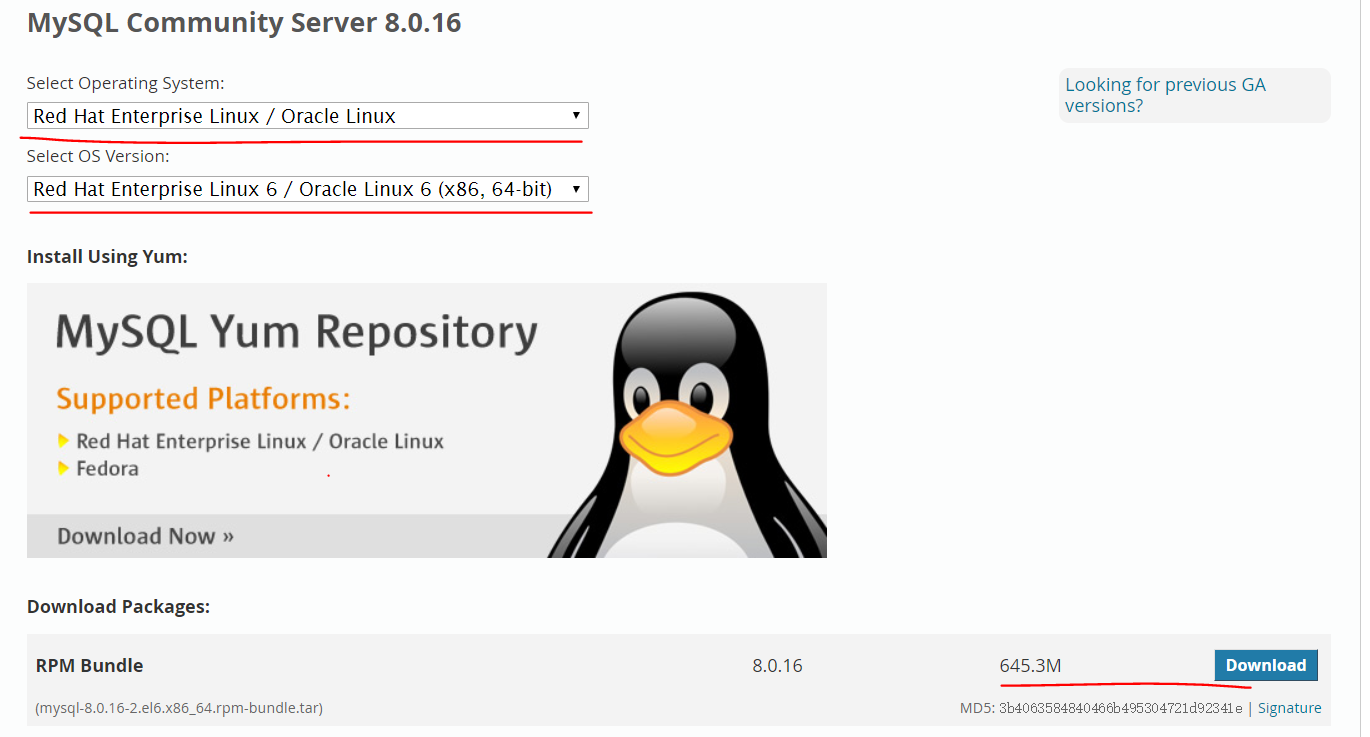 MySQL Community Server 8.0.16
Select Operating System:
Looking for previous GA
versions?
Red Hat Enterprise Linux / Oracle Linux
Select OS Version:
Red Hat Enterprise Linux 6 / Oracle Linux 6 (x86, 64-bit)
Install Using Yum:
MySQL Yum Repository
Supported Platforms:
Red Hat Enterprise Linux / Oracle Linux
Fedora
Download Now »
Download Packages:
RPM Bundle 8.0.16 645.3M Download
(mysql-8.0.16-2.el6.x86_64.rpm-bundle.tar) MD5: 3b4063584840466b495304721d92341e | Signature